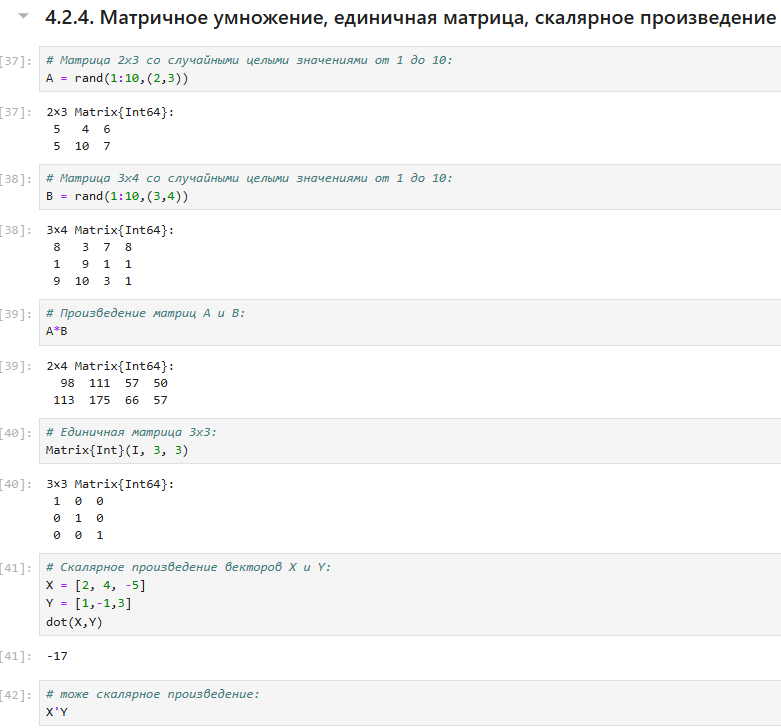 4.2.4. Матричное умножение, единичная матрица, скалярное произведение
[37]: # Матрица 2x3 со случайными целыми значениями от 1 до 10:
A = rand(1:10,(2,3))
[37]: 2×3 Matrix{Int64}:
5 4 6
5 10 7
[38]: # Матрица 3x4 со случайными целыми значениями от 1 до 10:
B = rand(1:10,(3,4))
[38]: 3×4 Matrix{Int64}:
8 3 7 8
1 9 1 1
9 10 3 1
[39]: # Произведение матриц A и B:
A*B
[39]: 2×4 Matrix{Int64}:
98 111 57 50
113 175 66 57
[40]: # Единичная матрица 3x3:
Matrix{Int}(I, 3, 3)
[40]: 3×3 Matrix{Int64}:
1 0 0
0 1 0
0 0 1
[41]: # Скалярное произведение векторов X и Y:
X = [2, 4, -5]
Y = [1,-1,3]
dot(X,Y)
[41]: -17
[42]: # тоже скалярное произведение:
X'Y